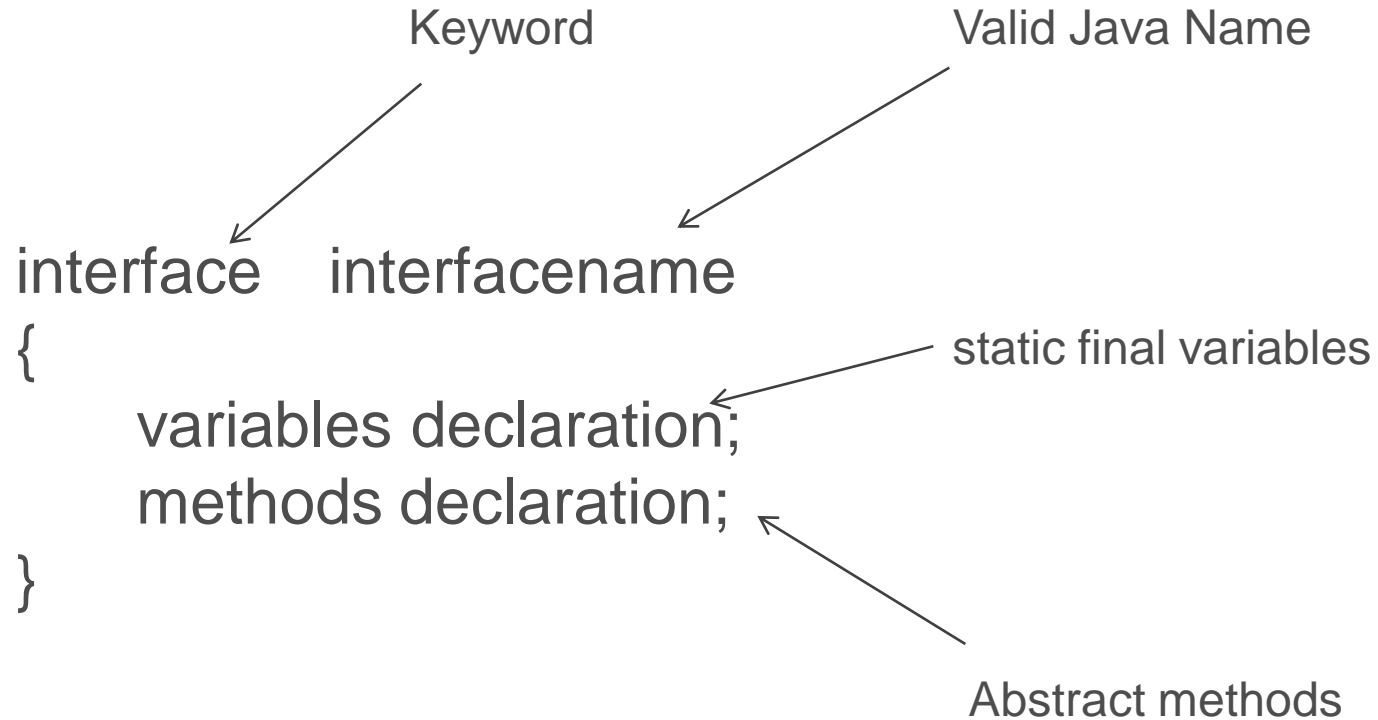 Keyword
Valid Java Name
interface interfacename
{
static final variables
variables declaration;
methods declaration;
}
Abstract methods